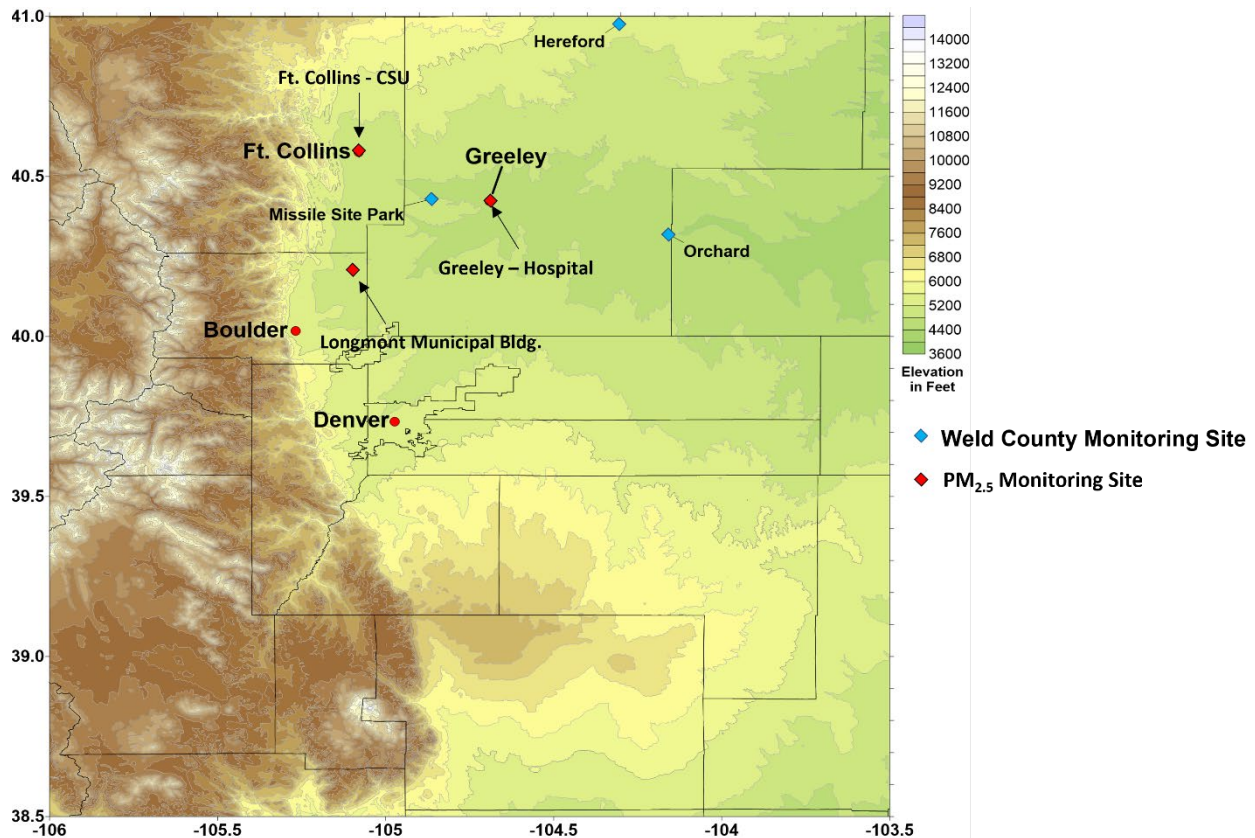 41.0
Hereford
Ft. Collins - CSU
Ft. Collins
Greeley
40.5
Missile Site Park
Orchard
Greeley – Hospital
Boulder
40.0
Longmont Municipal Bldg.
Denver
39.5
39.0
38.5
-106
-105.5
-105
-104.5
-104
-103.5
14000
13200
12400
11600
10800
10000
9200
8400
7600
6800
6000
5200
4400
3600
Elevation
in Feet
Weld County Monitoring Site
PM2.5 Monitoring Site